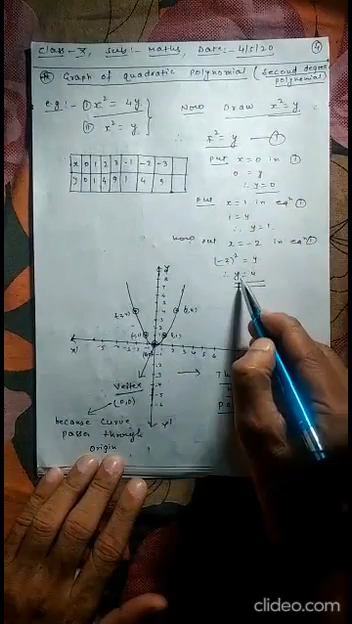 Class-X, Sub:- Maths, Date:- 4/5/20 ④
Graph of quadratic Polynomial (Second degree polynomial)
e.g:- (i) x² = 4y
(ii) x² = y
Now Draw x² = y
∴ x² = y — ①
Put x = 0 in ①
0 = y
∴ y = 0
put x = 1 in eqⁿ ①
1 = y
∴ y = 1
Now put x = -2 in eqⁿ ①
(-2)² = y
∴ y = 4
x 0 1 2 3 -1 -2 -3
y 0 1 4 9 1 4 9
Vertex
(0,0)
because curve
passes through
origin
clideo.com